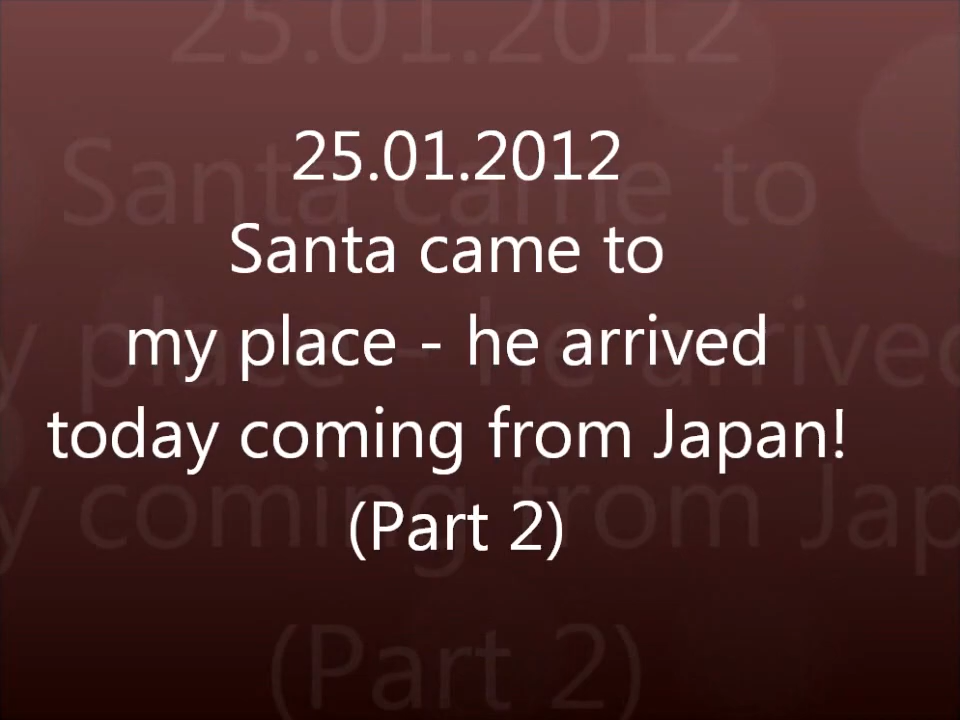 25.01.2012
Santa came to
my place - he arrived
today coming from Japan!
(Part 2)